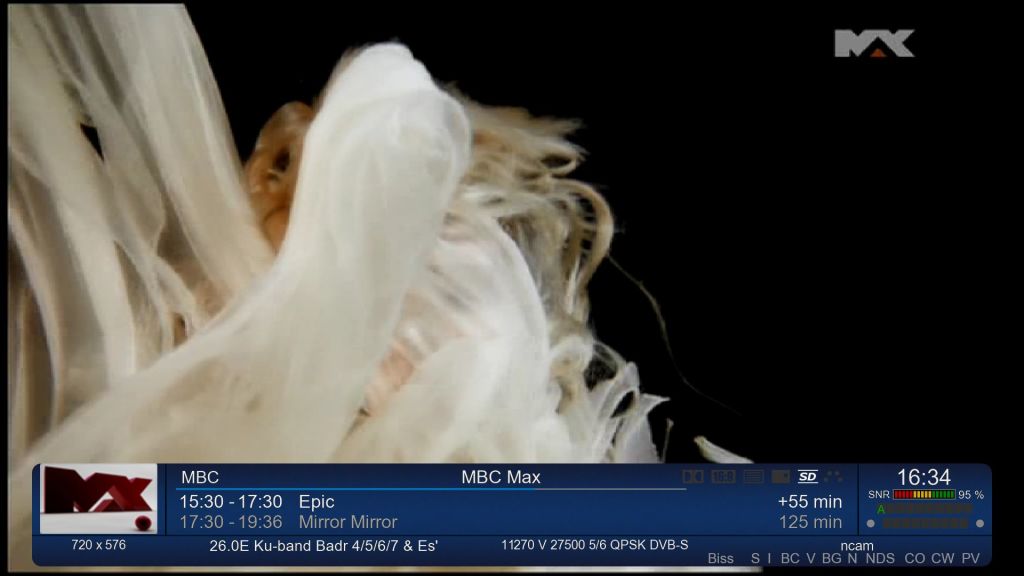 MAX
MBC MBC Max SD 16:34
MAX
SNR 95 %
15:30 - 17:30 Epic +55 min
A
17:30 - 19:36 Mirror Mirror 125 min
720 x 576 26.0E Ku-band Badr 4/5/6/7 & Es' 11270 V 27500 5/6 QPSK DVB-S ncam
Biss S I BC V BG N NDS CO CW PV